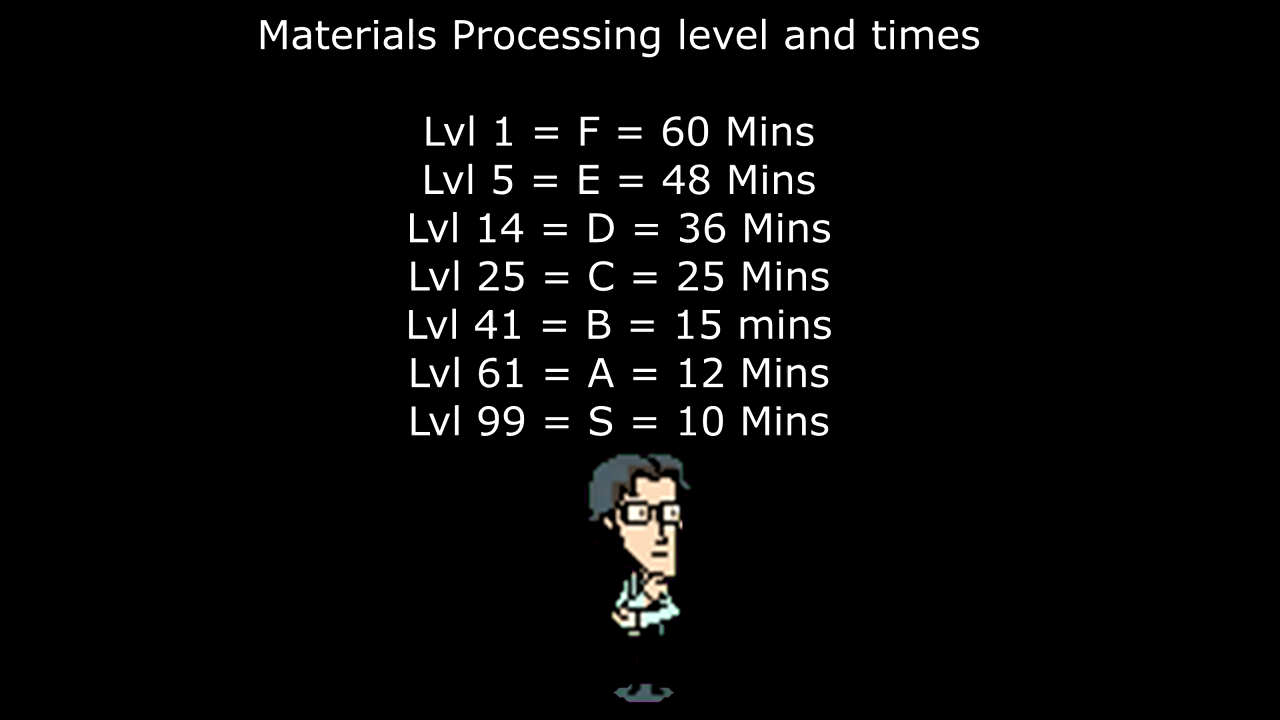 Materials Processing level and times
Lvl 1 = F = 60 Mins
Lvl 5 = E = 48 Mins
Lvl 14 = D = 36 Mins
Lvl 25 = C = 25 Mins
Lvl 41 = B = 15 mins
Lvl 61 = A = 12 Mins
Lvl 99 = S = 10 Mins